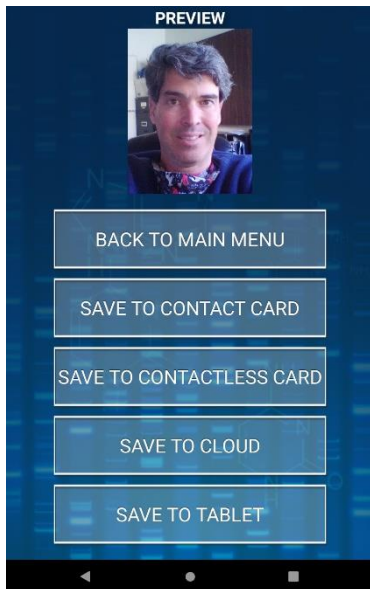 PREVIEW
BACK TO MAIN MENU
SAVE TO CONTACT CARD
SAVE TO CONTACTLESS CARD
SAVE TO CLOUD
SAVE TO TABLET